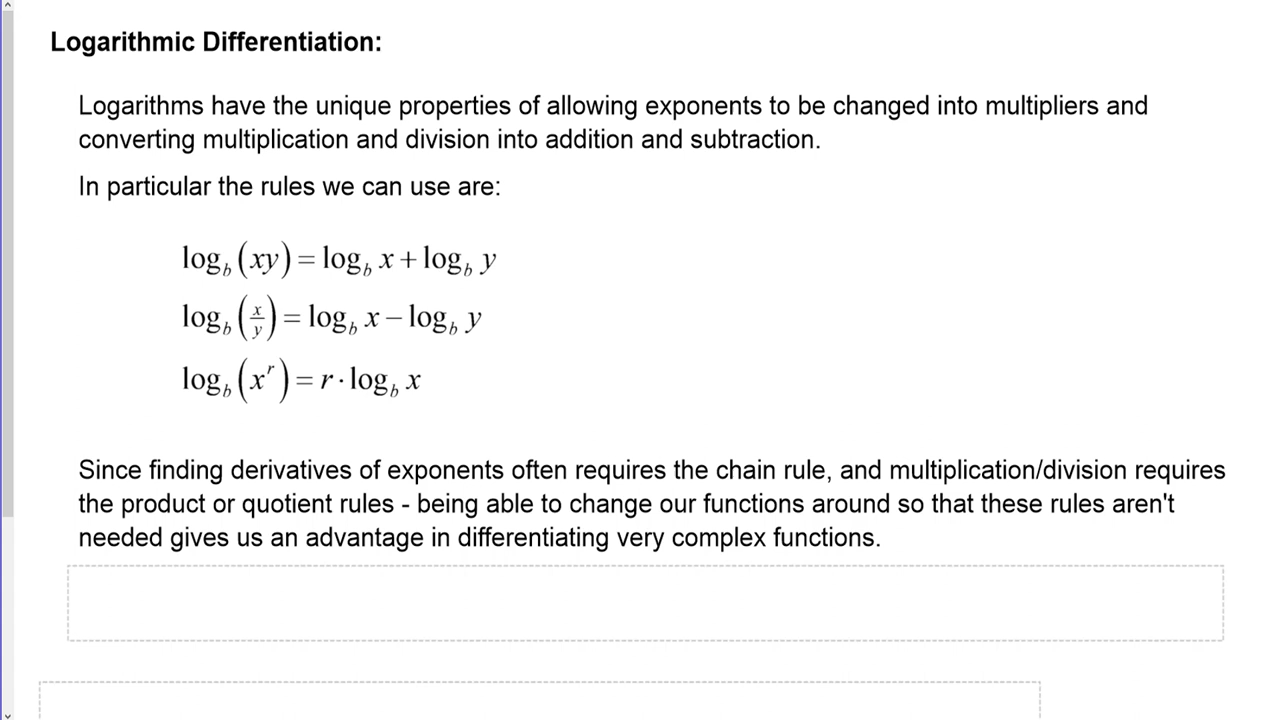 Logarithmic Differentiation:
Logarithms have the unique properties of allowing exponents to be changed into multipliers and
converting multiplication and division into addition and subtraction.
In particular the rules we can use are:
log_b (xy) = log_b x + log_b y
log_b (x/y) = log_b x − log_b y
log_b (x^r) = r · log_b x
Since finding derivatives of exponents often requires the chain rule, and multiplication/division requires
the product or quotient rules - being able to change our functions around so that these rules aren't
needed gives us an advantage in differentiating very complex functions.